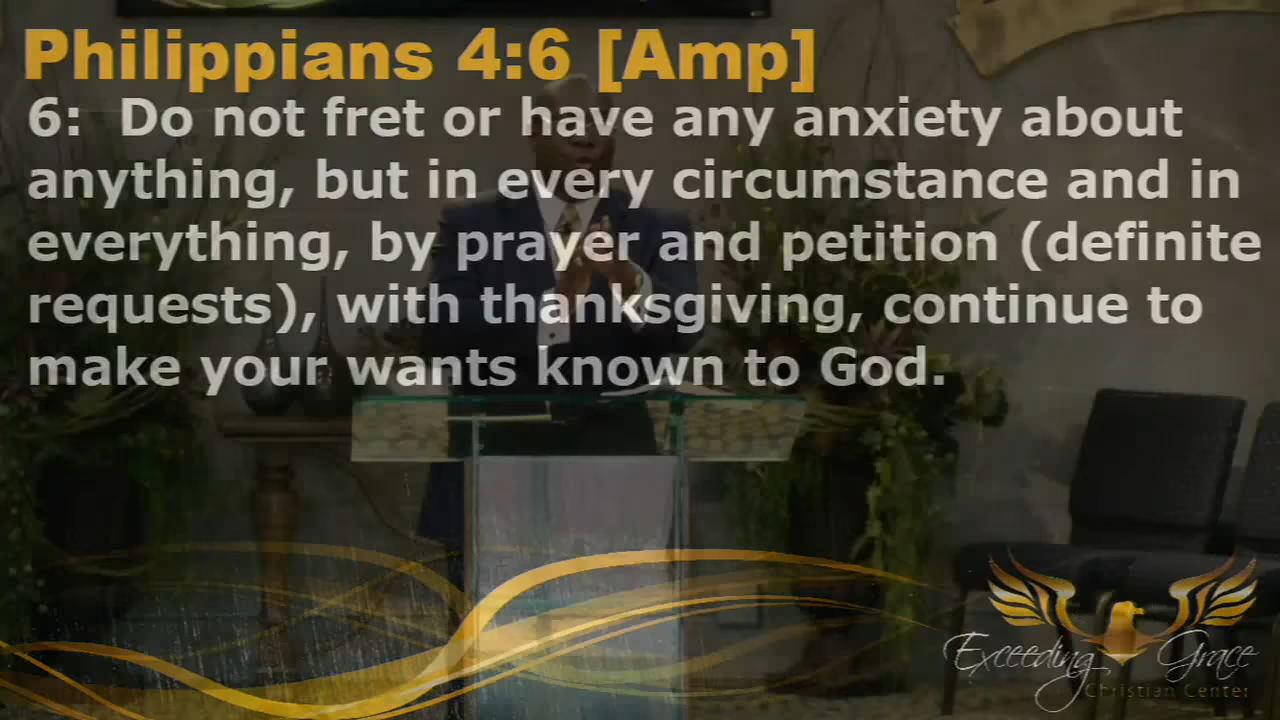 Philippians 4:6 [Amp]
6: Do not fret or have any anxiety about
anything, but in every circumstance and in
everything, by prayer and petition (definite
requests), with thanksgiving, continue to
make your wants known to God.
Exceeding Grace
Christian Center